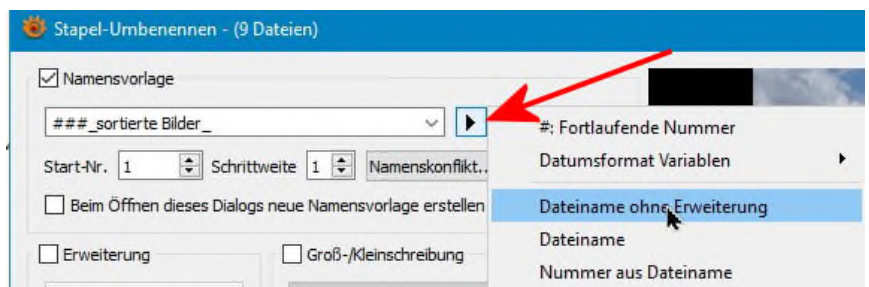 Stapel-Umbenennen - (9 Dateien)
Namensvorlage
###_sortierte Bilder_
Start-Nr. 1 Schrittweite 1 Namenskonflikt..
Beim Öffnen dieses Dialogs neue Namensvorlage erstellen
Erweiterung
Groß-/Kleinschreibung
#: Fortlaufende Nummer
Datumsformat Variablen
Dateiname ohne Erweiterung
Dateiname
Nummer aus Dateiname